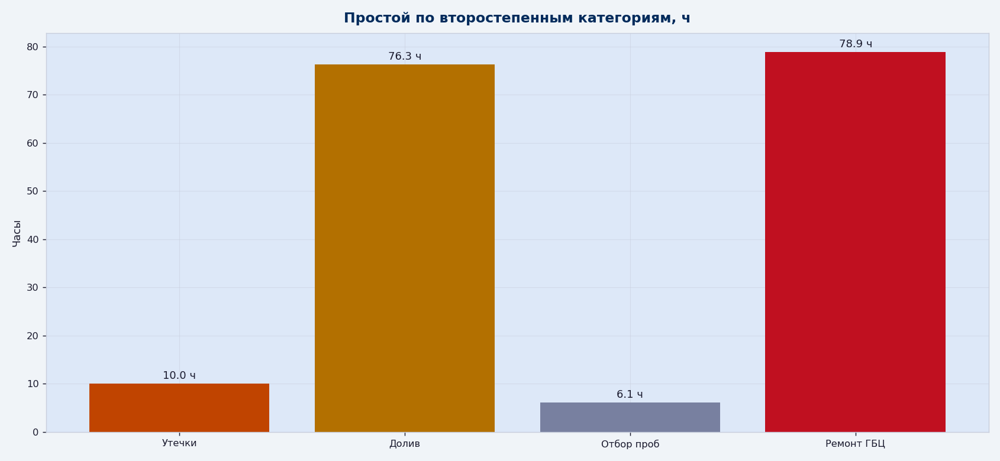 Простой по второстепенным категориям, ч
Часы
80
70
60
50
40
30
20
10
0
10.0 ч
76.3 ч
6.1 ч
78.9 ч
Утечки
Долив
Отбор проб
Ремонт ГБЦ